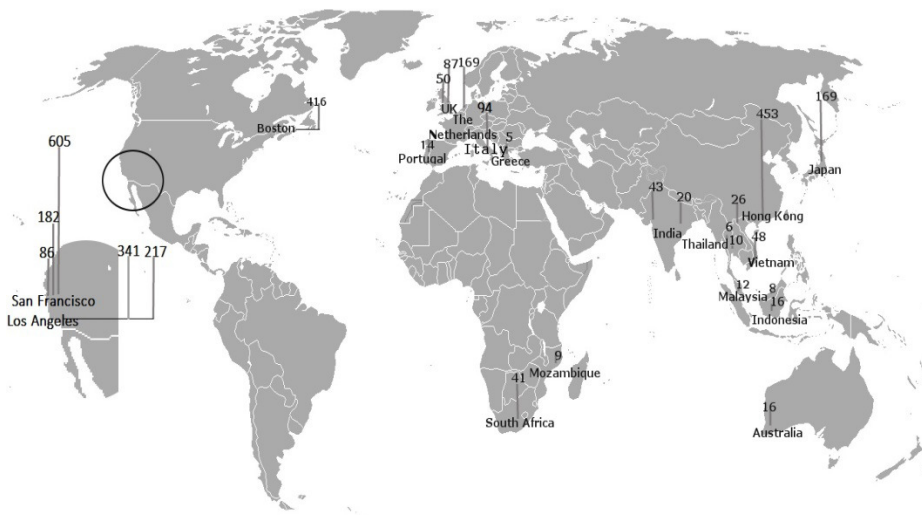 605
182
86
341
217
San Francisco
Los Angeles
416
Boston
50
87
169
UK
The
Netherlands
94
Italy
14
Portugal
5
Greece
43
20
India
26
453
Hong Kong
169
Japan
6
10
Thailand
48
Vietnam
12
Malaysia
8
16
Indonesia
9
Mozambique
41
South Africa
16
Australia